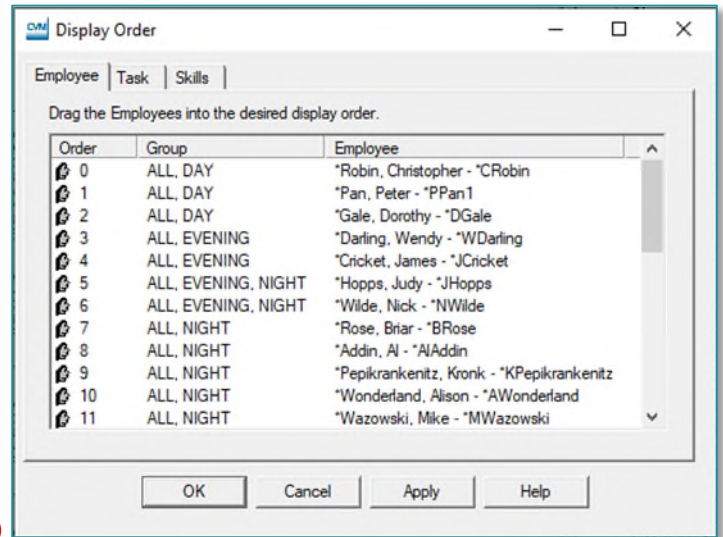 CVM Display Order
Employee Task Skills
Drag the Employees into the desired display order.
Order Group Employee
0 ALL, DAY *Robin, Christopher - *CRobin
1 ALL, DAY *Pan, Peter - *PPan1
2 ALL, DAY *Gale, Dorothy - *DGale
3 ALL, EVENING *Darling, Wendy - *WDarling
4 ALL, EVENING *Cricket, James - *JCricket
5 ALL, EVENING, NIGHT *Hopps, Judy - *JHopps
6 ALL, EVENING, NIGHT *Wilde, Nick - *NWilde
7 ALL, NIGHT *Rose, Briar - *BRose
8 ALL, NIGHT *Addin, Al - *AlAddin
9 ALL, NIGHT *Pepikrankenitz, Kronk - *KPepikrankenitz
10 ALL, NIGHT *Wonderland, Alison - *AWonderland
11 ALL, NIGHT *Wazowski, Mike - *MWazowski
OK Cancel Apply Help